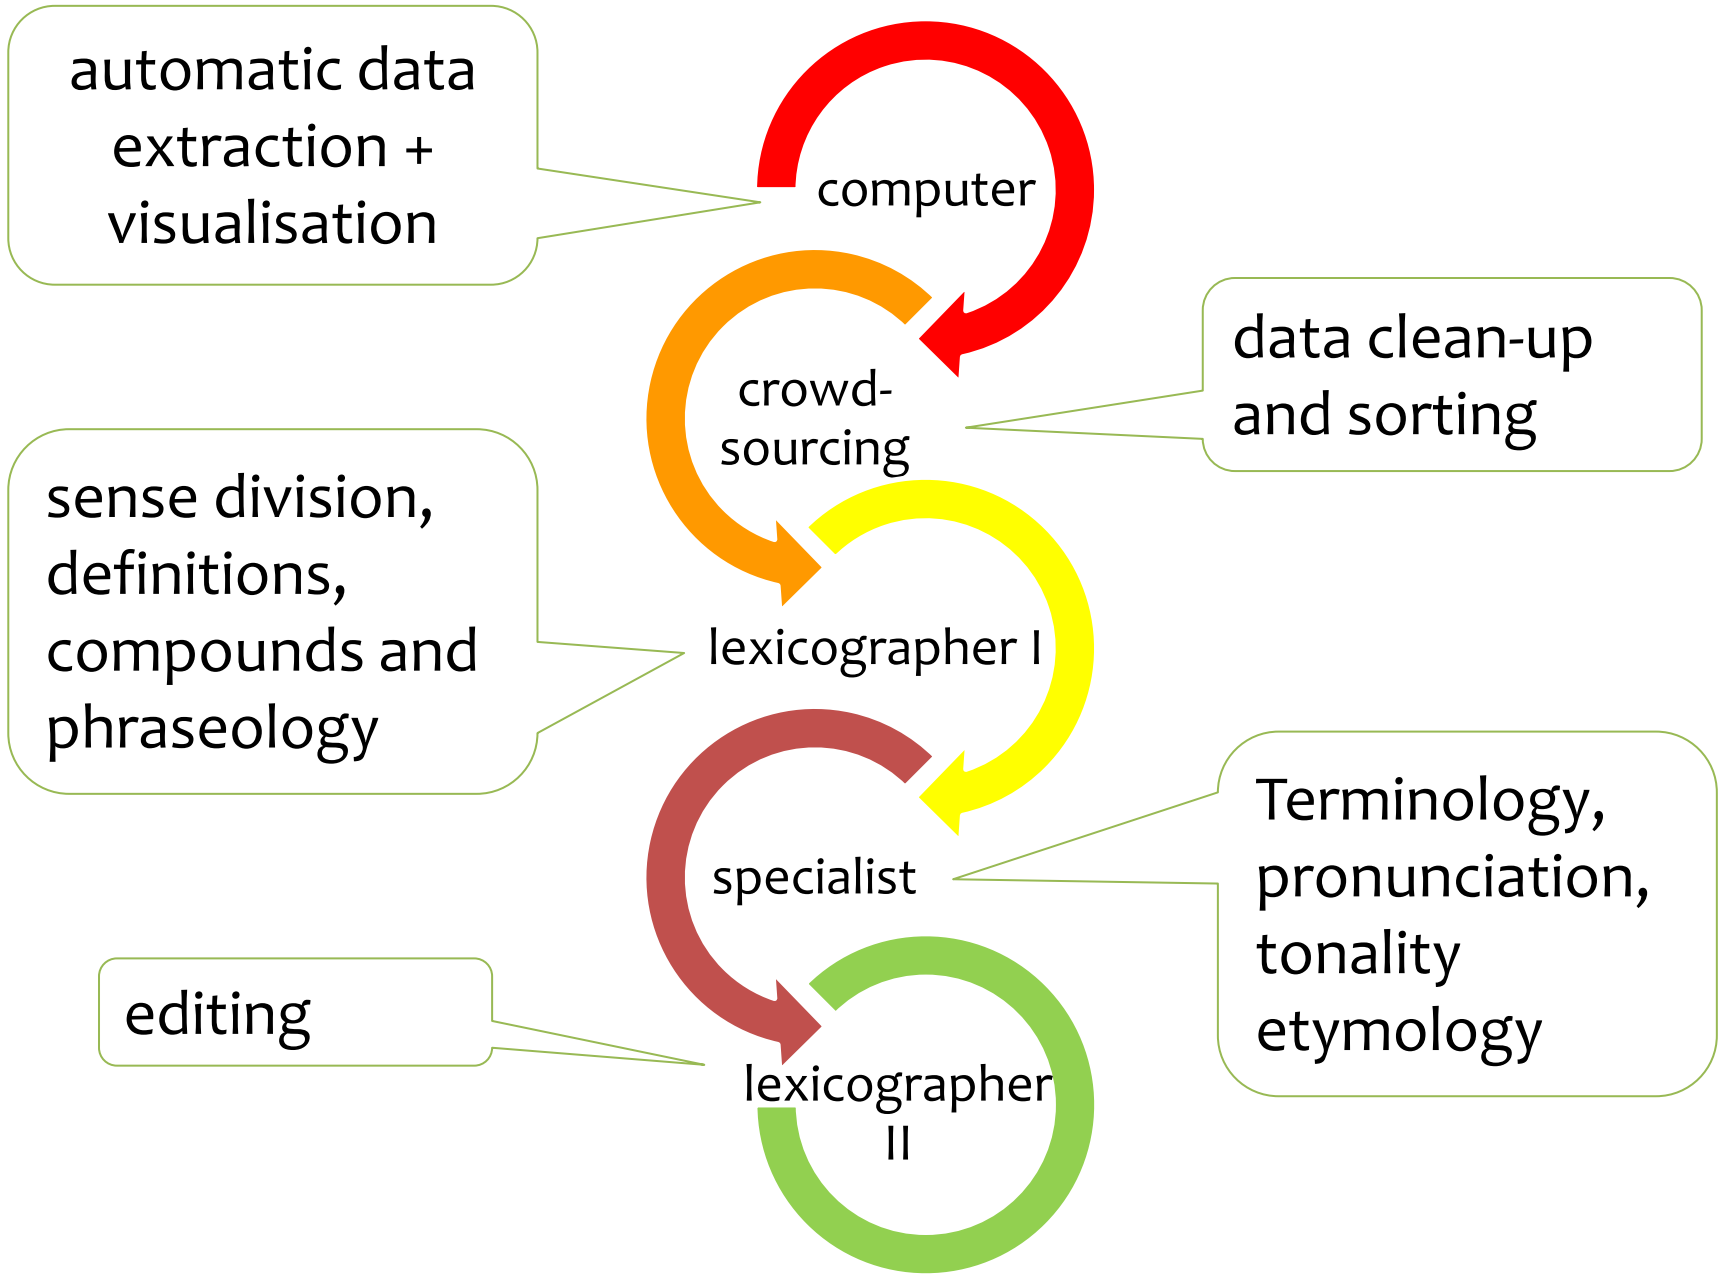 automatic data
extraction +
visualisation
computer
crowd-
sourcing
data clean-up
and sorting
sense division,
definitions,
compounds and
phraseology
lexicographer I
specialist
Terminology,
pronunciation,
tonality
etymology
editing
lexicographer
II